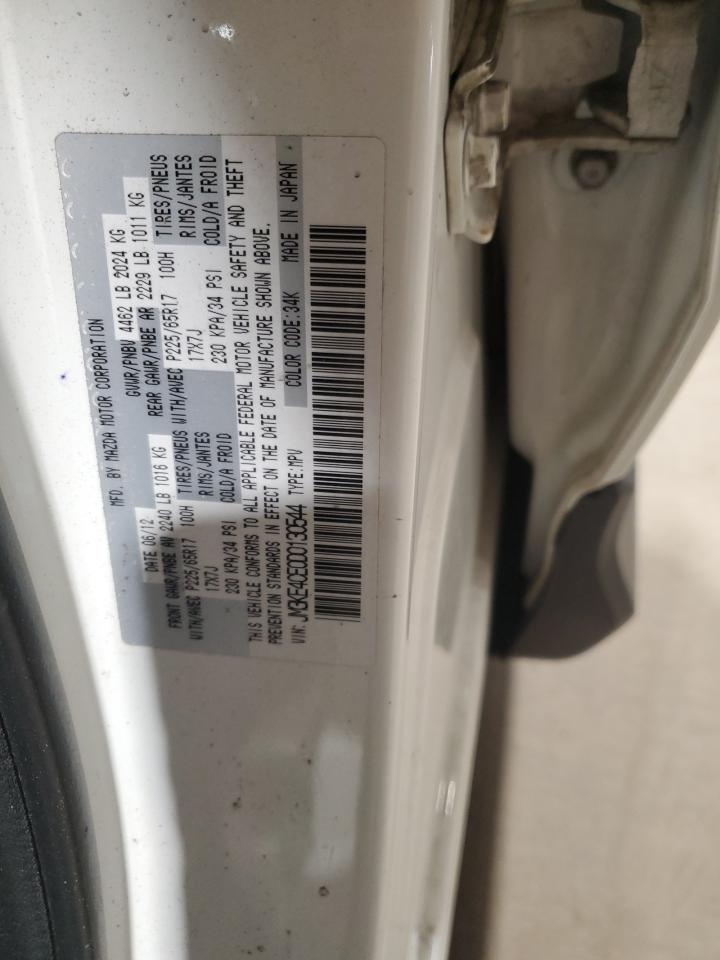 MFD. BY MAZDA MOTOR CORPORATION
DATE 06/12 GVWR/PNBV 4462 LB 2024 KG
FRONT GAWR/PNBE AV 2240 LB 1016 KG REAR GAWR/PNBE AR 2229 LB 1011 KG
WITH/AVEC P225/65R17 100H TIRES/PNEUS WITH/AVEC P225/65R17 100H TIRES/PNEUS
17X7J RIMS/JANTES 17X7J RIMS/JANTES
230 KPA/34 PSI COLD/A FROID 230 KPA/34 PSI COLD/A FROID
THIS VEHICLE CONFORMS TO ALL APPLICABLE FEDERAL MOTOR VEHICLE SAFETY AND THEFT
PREVENTION STANDARDS IN EFFECT ON THE DATE OF MANUFACTURE SHOWN ABOVE.
VIN:JM3KE4CE0D0130544 TYPE:MPV COLOR CODE:34K MADE IN JAPAN